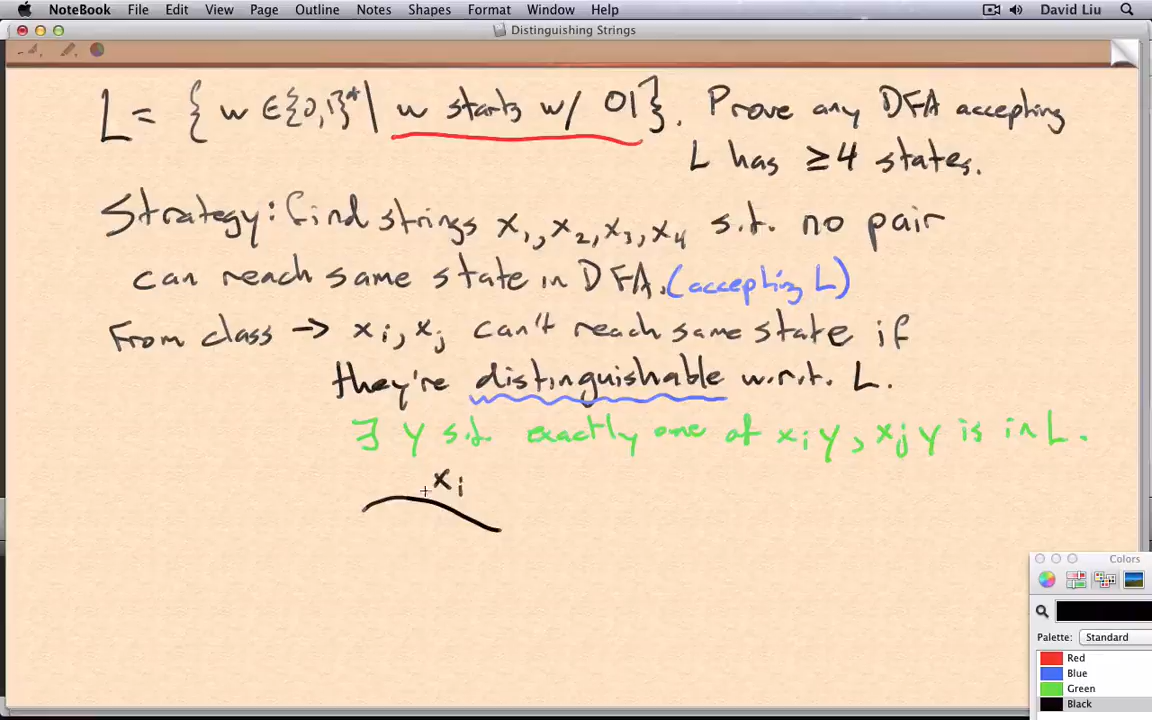 NoteBook File Edit View Page Outline Notes Shapes Format Window Help David Liu
Distinguishing Strings
L = { w ∈ {0,1}* | w starts w/ 01 }. Prove any DFA accepting
L has ≥4 states.
Strategy: find strings x₁, x₂, x₃, x₄ s.t. no pair
can reach same state in DFA. (accepting L)
From class → xᵢ, xⱼ can't reach same state if
they're distinguishable w.r.t. L.
∃ y s.t. exactly one of xᵢy, xⱼy is in L.
xᵢ
Colors
Palette: Standard
Red
Blue
Green
Black